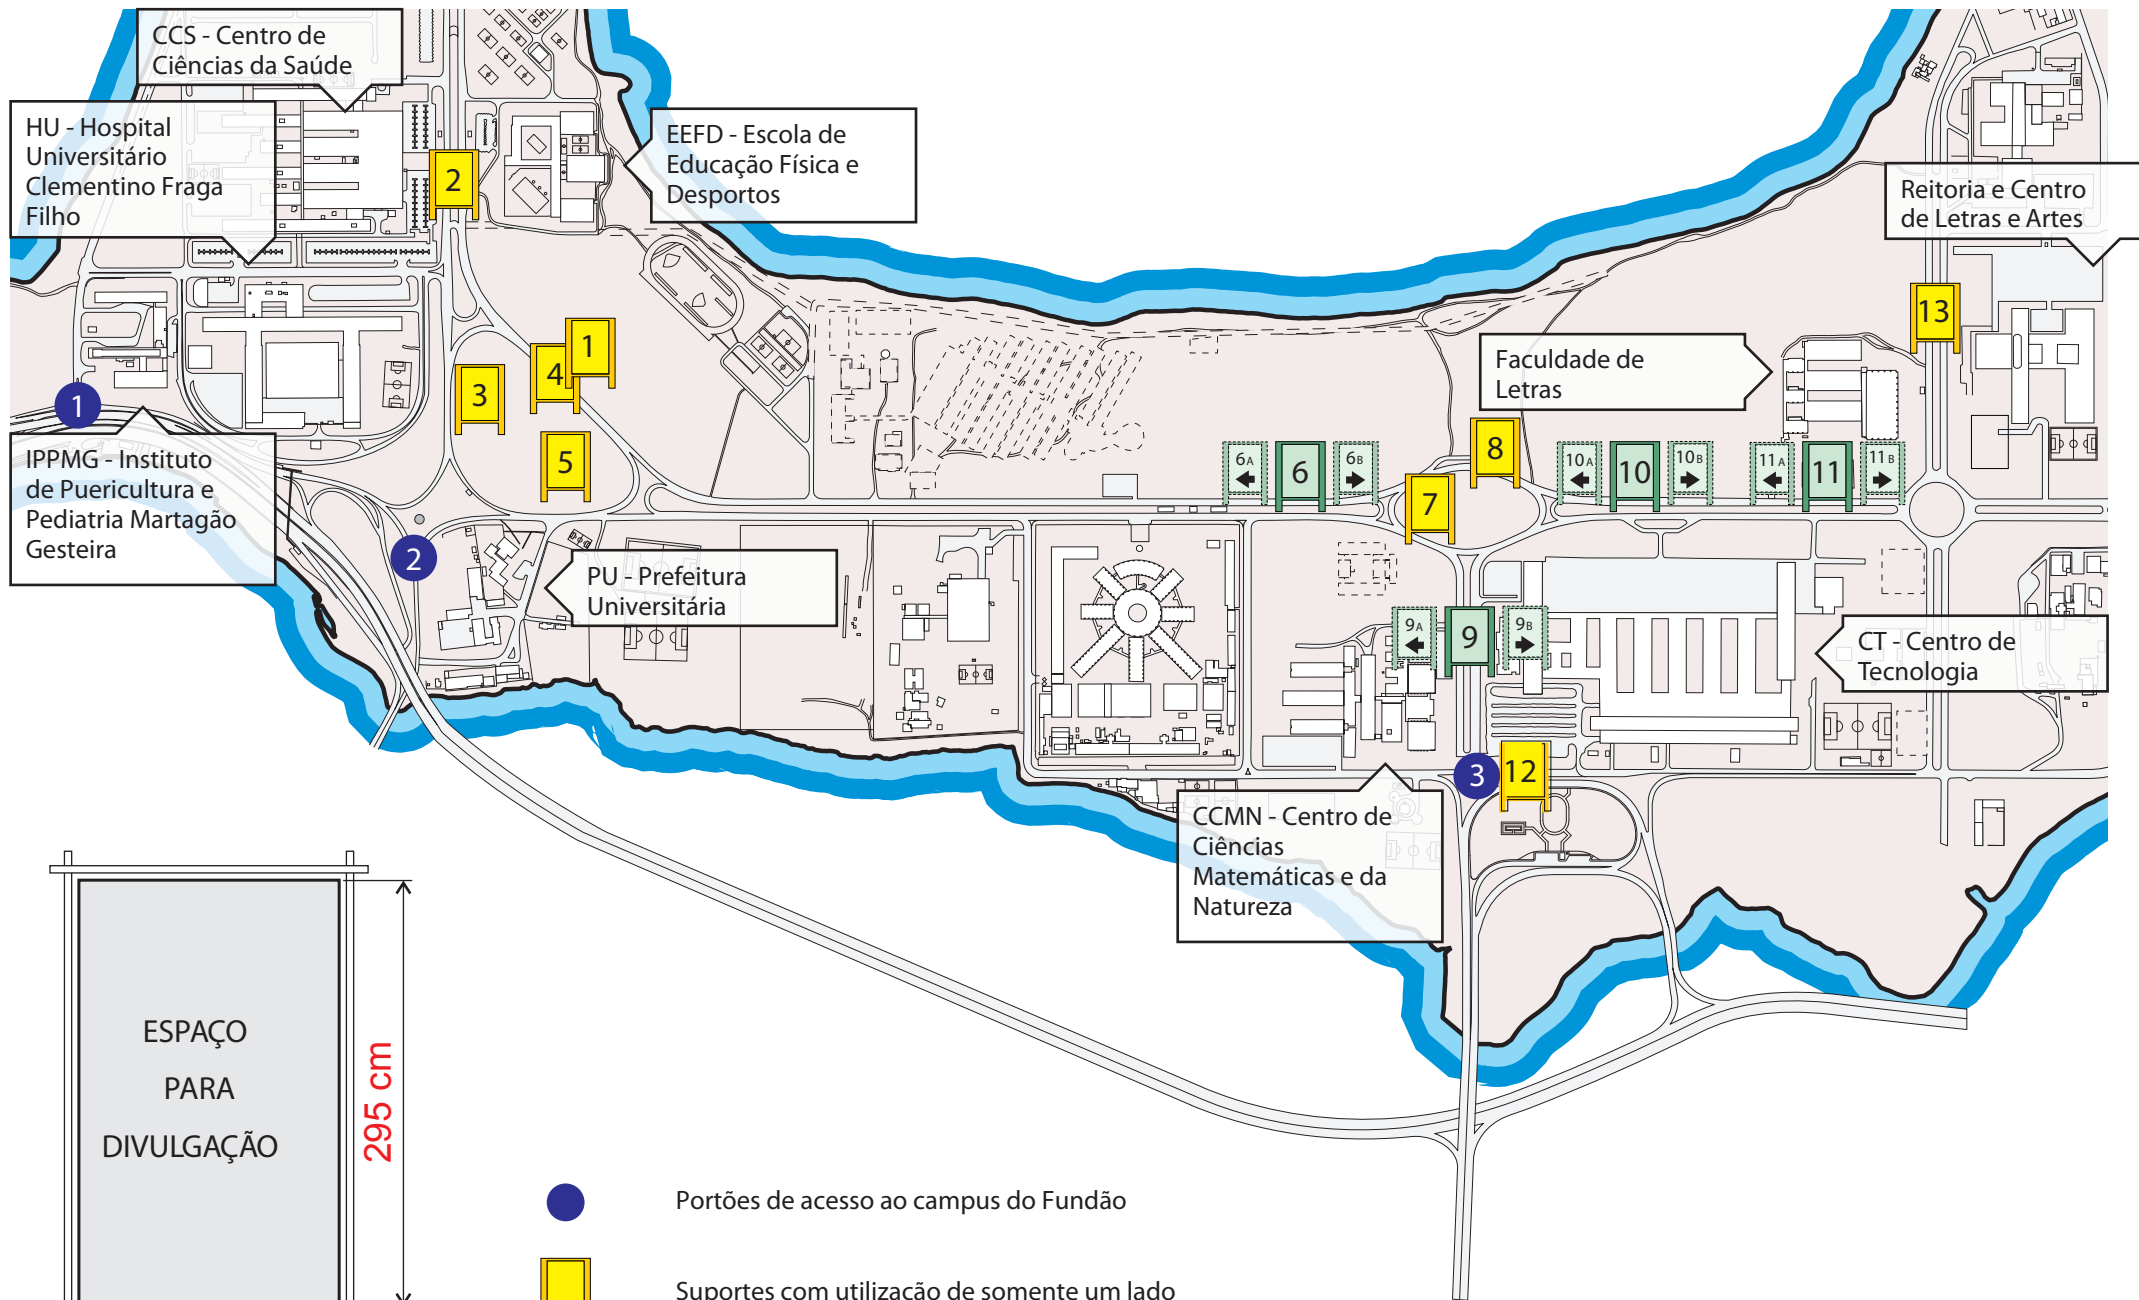 CCS - Centro de
Ciências da Saúde
HU - Hospital
Universitário
Clementino Fraga
Filho
EEFD - Escola de
Educação Física e
Desportos
Reitoria e Centro
de Letras e Artes
2
13
1
4
3
Faculdade de
Letras
1
5
8
6A
6
6B
10A
10
10B
11A
11
11B
7
IPPMG - Instituto
de Puericultura e
Pediatria Martagão
Gesteira
2
PU - Prefeitura
Universitária
9A
9
9B
CT - Centro de
Tecnologia
3
12
CCMN - Centro de
Ciências
Matemáticas e da
Natureza
ESPAÇO
PARA
DIVULGAÇÃO
295 cm
Portões de acesso ao campus do Fundão
Suportes com utilização de somente um lado